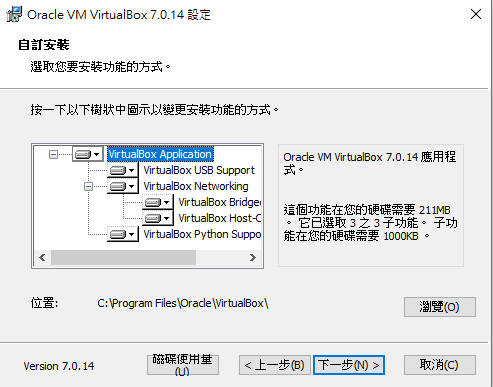 Oracle VM VirtualBox 7.0.14 設定
自訂安裝
選取您要安裝功能的方式。
按一下以下樹狀中圖示以變更安裝功能的方式。
VirtualBox Application
VirtualBox USB Support
VirtualBox Networking
VirtualBox Bridge
VirtualBox Host-C
VirtualBox Python Suppo
Oracle VM VirtualBox 7.0.14 應用程
式。
這個功能在您的硬碟需要 211MB
。 它已選取 3 之 3 子功能。 子功
能在您的硬碟需要 1000KB 。
位置:
C:\Program Files\Oracle\VirtualBox\
瀏覽(O)
Version 7.0.14
磁碟使用量
(U)
< 上一步(B)
下一步(N) >
取消(C)